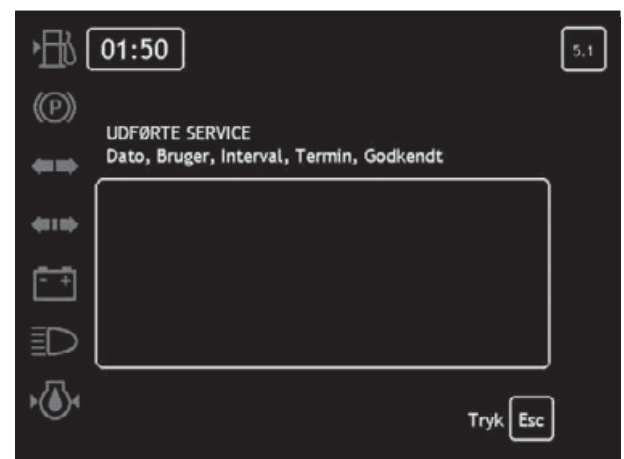 01:50
5.1
UDFØRTE SERVICE
Dato, Bruger, Interval, Termin, Godkendt
Tryk Esc